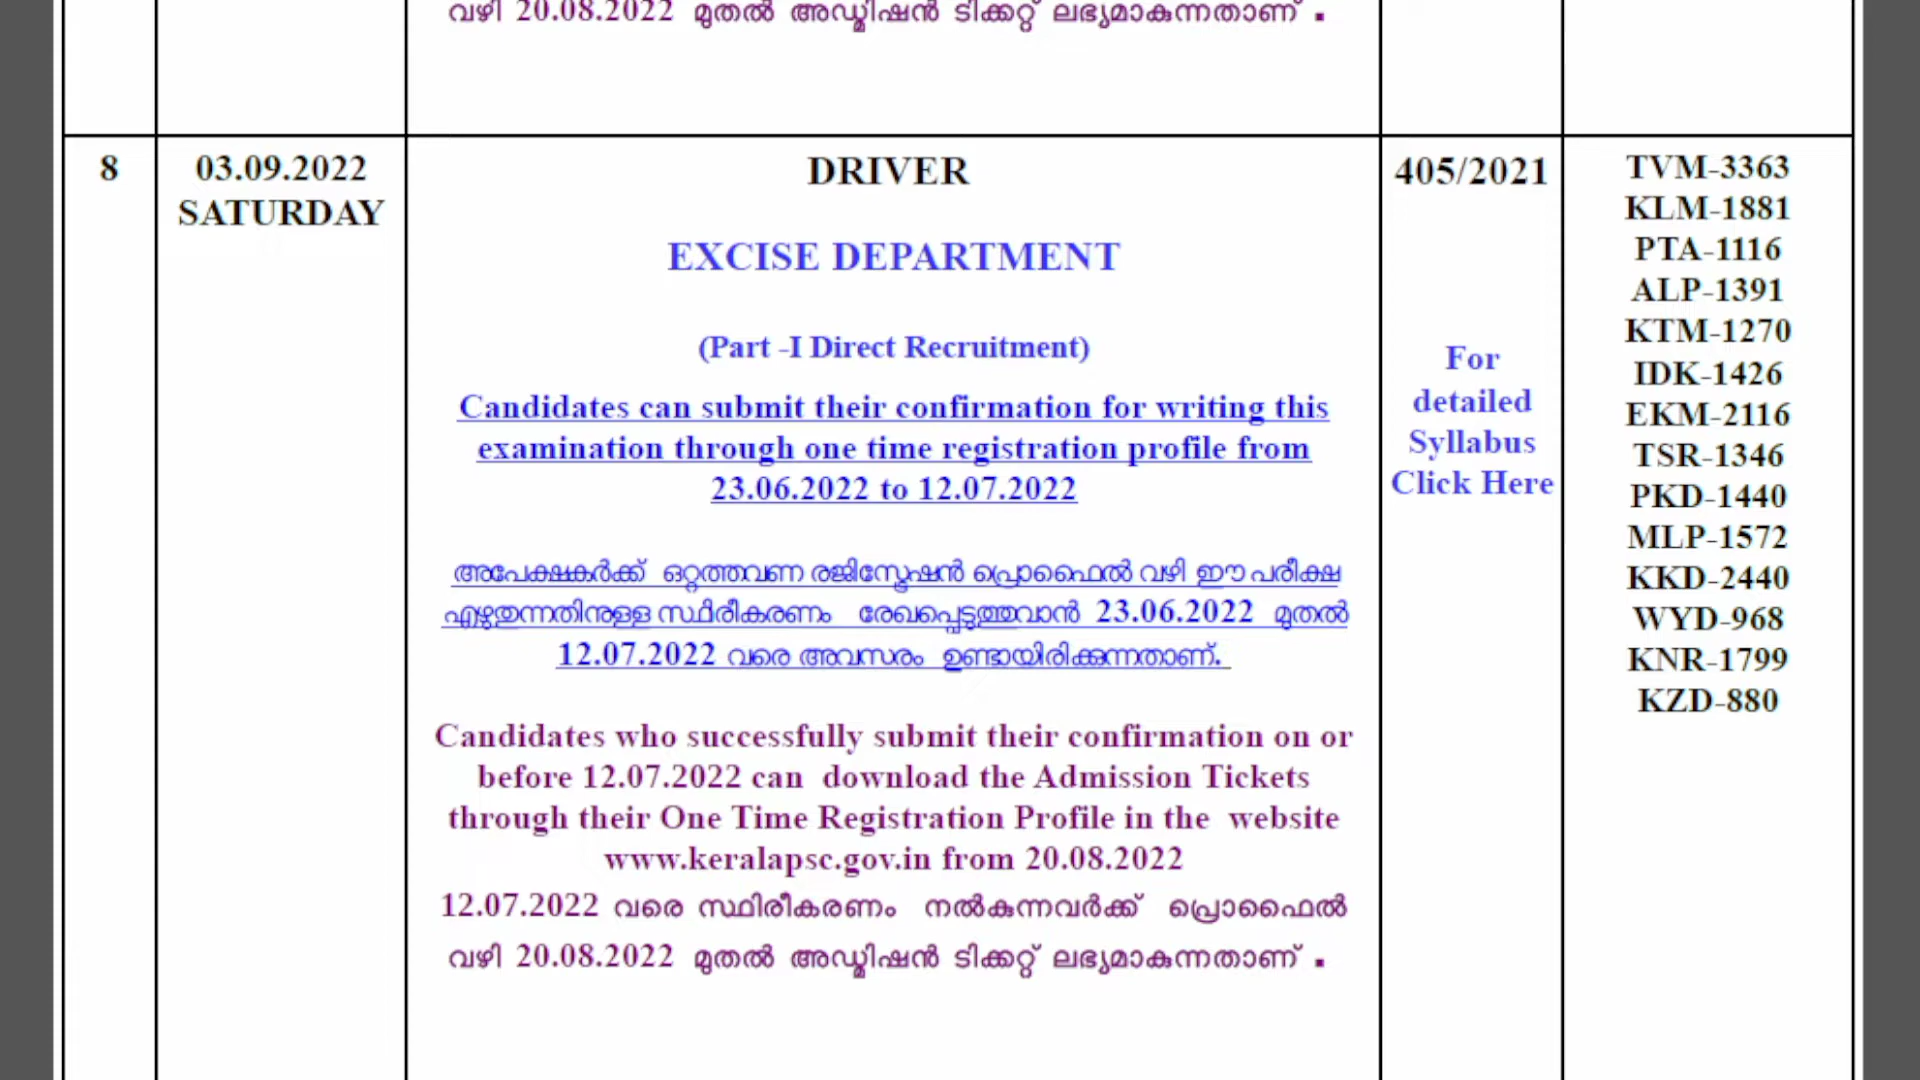 വഴി 20.08.2022 മുതൽ അഡ്മിഷൻ ടിക്കറ്റ് ലഭ്യമാകുന്നതാണ് .
8
03.09.2022
SATURDAY
DRIVER
EXCISE DEPARTMENT
(Part -I Direct Recruitment)
Candidates can submit their confirmation for writing this
examination through one time registration profile from
23.06.2022 to 12.07.2022
അപേക്ഷകർക്ക് ഒറ്റത്തവണ രജിസ്ട്രേഷൻ പ്രൊഫൈൽ വഴി ഈ പരീക്ഷ
എഴുതുന്നതിനുള്ള സ്ഥിരീകരണം രേഖപ്പെടുത്തുവാൻ 23.06.2022 മുതൽ
12.07.2022 വരെ അവസരം ഉണ്ടായിരിക്കുന്നതാണ്.
Candidates who successfully submit their confirmation on or
before 12.07.2022 can download the Admission Tickets
through their One Time Registration Profile in the website
www.keralapsc.gov.in from 20.08.2022
12.07.2022 വരെ സ്ഥിരീകരണം നൽകുന്നവർക്ക് പ്രൊഫൈൽ
വഴി 20.08.2022 മുതൽ അഡ്മിഷൻ ടിക്കറ്റ് ലഭ്യമാകുന്നതാണ് .
405/2021
For
detailed
Syllabus
Click Here
TVM-3363
KLM-1881
PTA-1116
ALP-1391
KTM-1270
IDK-1426
EKM-2116
TSR-1346
PKD-1440
MLP-1572
KKD-2440
WYD-968
KNR-1799
KZD-880